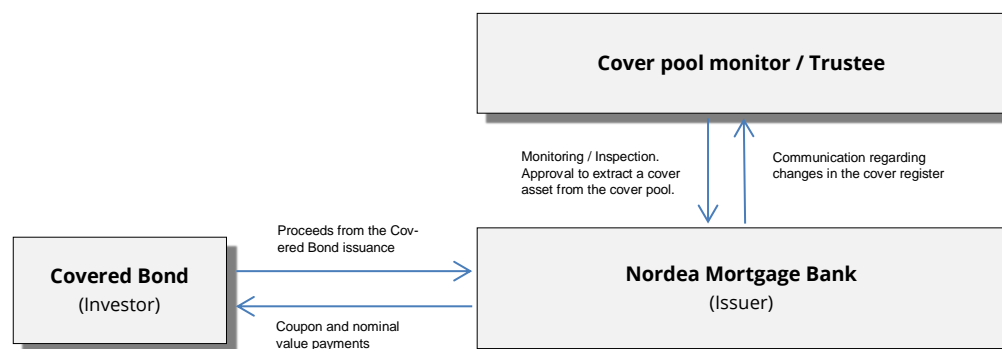 Cover pool monitor / Trustee
Monitoring / Inspection.
Approval to extract a cover
asset from the cover pool.
Communication regarding
changes in the cover register
Proceeds from the Cov-
ered Bond issuance
Covered Bond
(Investor)
Nordea Mortgage Bank
(Issuer)
Coupon and nominal
value payments